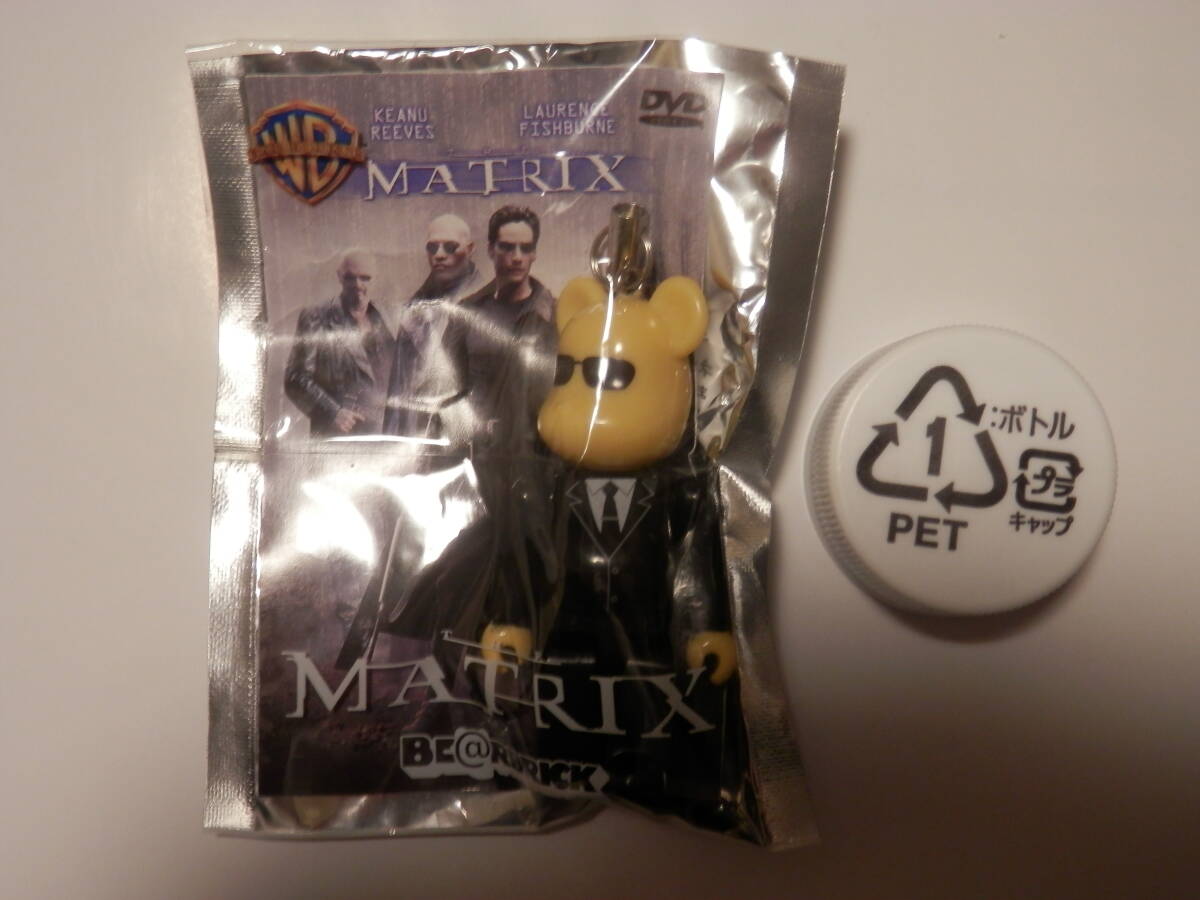 KEANU REEVES
LAURENCE FISHBURNE
DVD
WB
MATRIX
THE MATRIX
BE@RBRICK
1
:ボトル
PET
プラ
キャップ